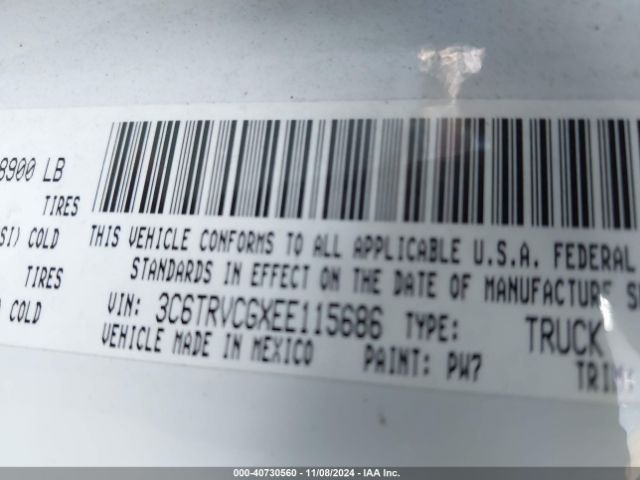 8900 LB
TIRES
SI) COLD
TIRES
COLD
THIS VEHICLE CONFORMS TO ALL APPLICABLE U.S.A. FEDERAL
STANDARDS IN EFFECT ON THE DATE OF MANUFACTURE
VIN: 3C6TRVCGXEE115686 TYPE: TRUCK
VEHICLE MADE IN MEXICO PAINT: PW7
000-40730560 - 11/08/2024 - IAA Inc.